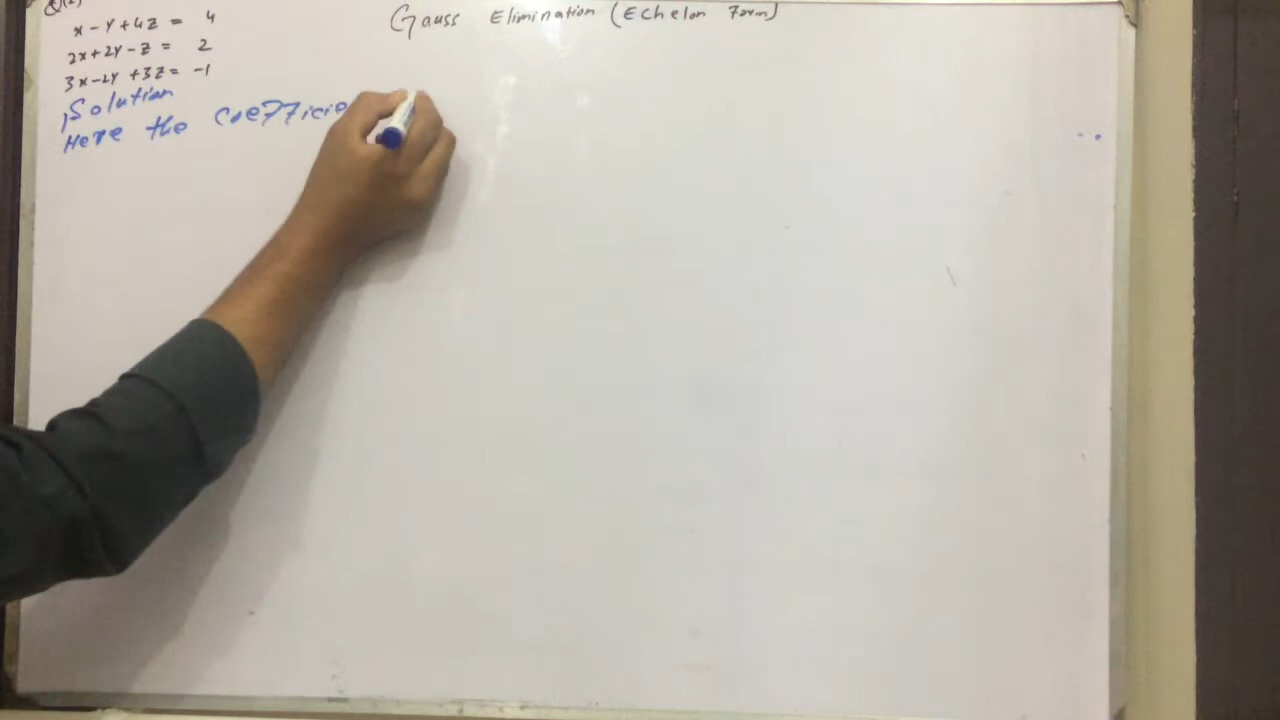 Gauss Elimination (Echelon Form)
x - y + 4z = 4
2x + 2y - z = 2
3x - 2y + 3z = -1
Solution
Here the coefficie